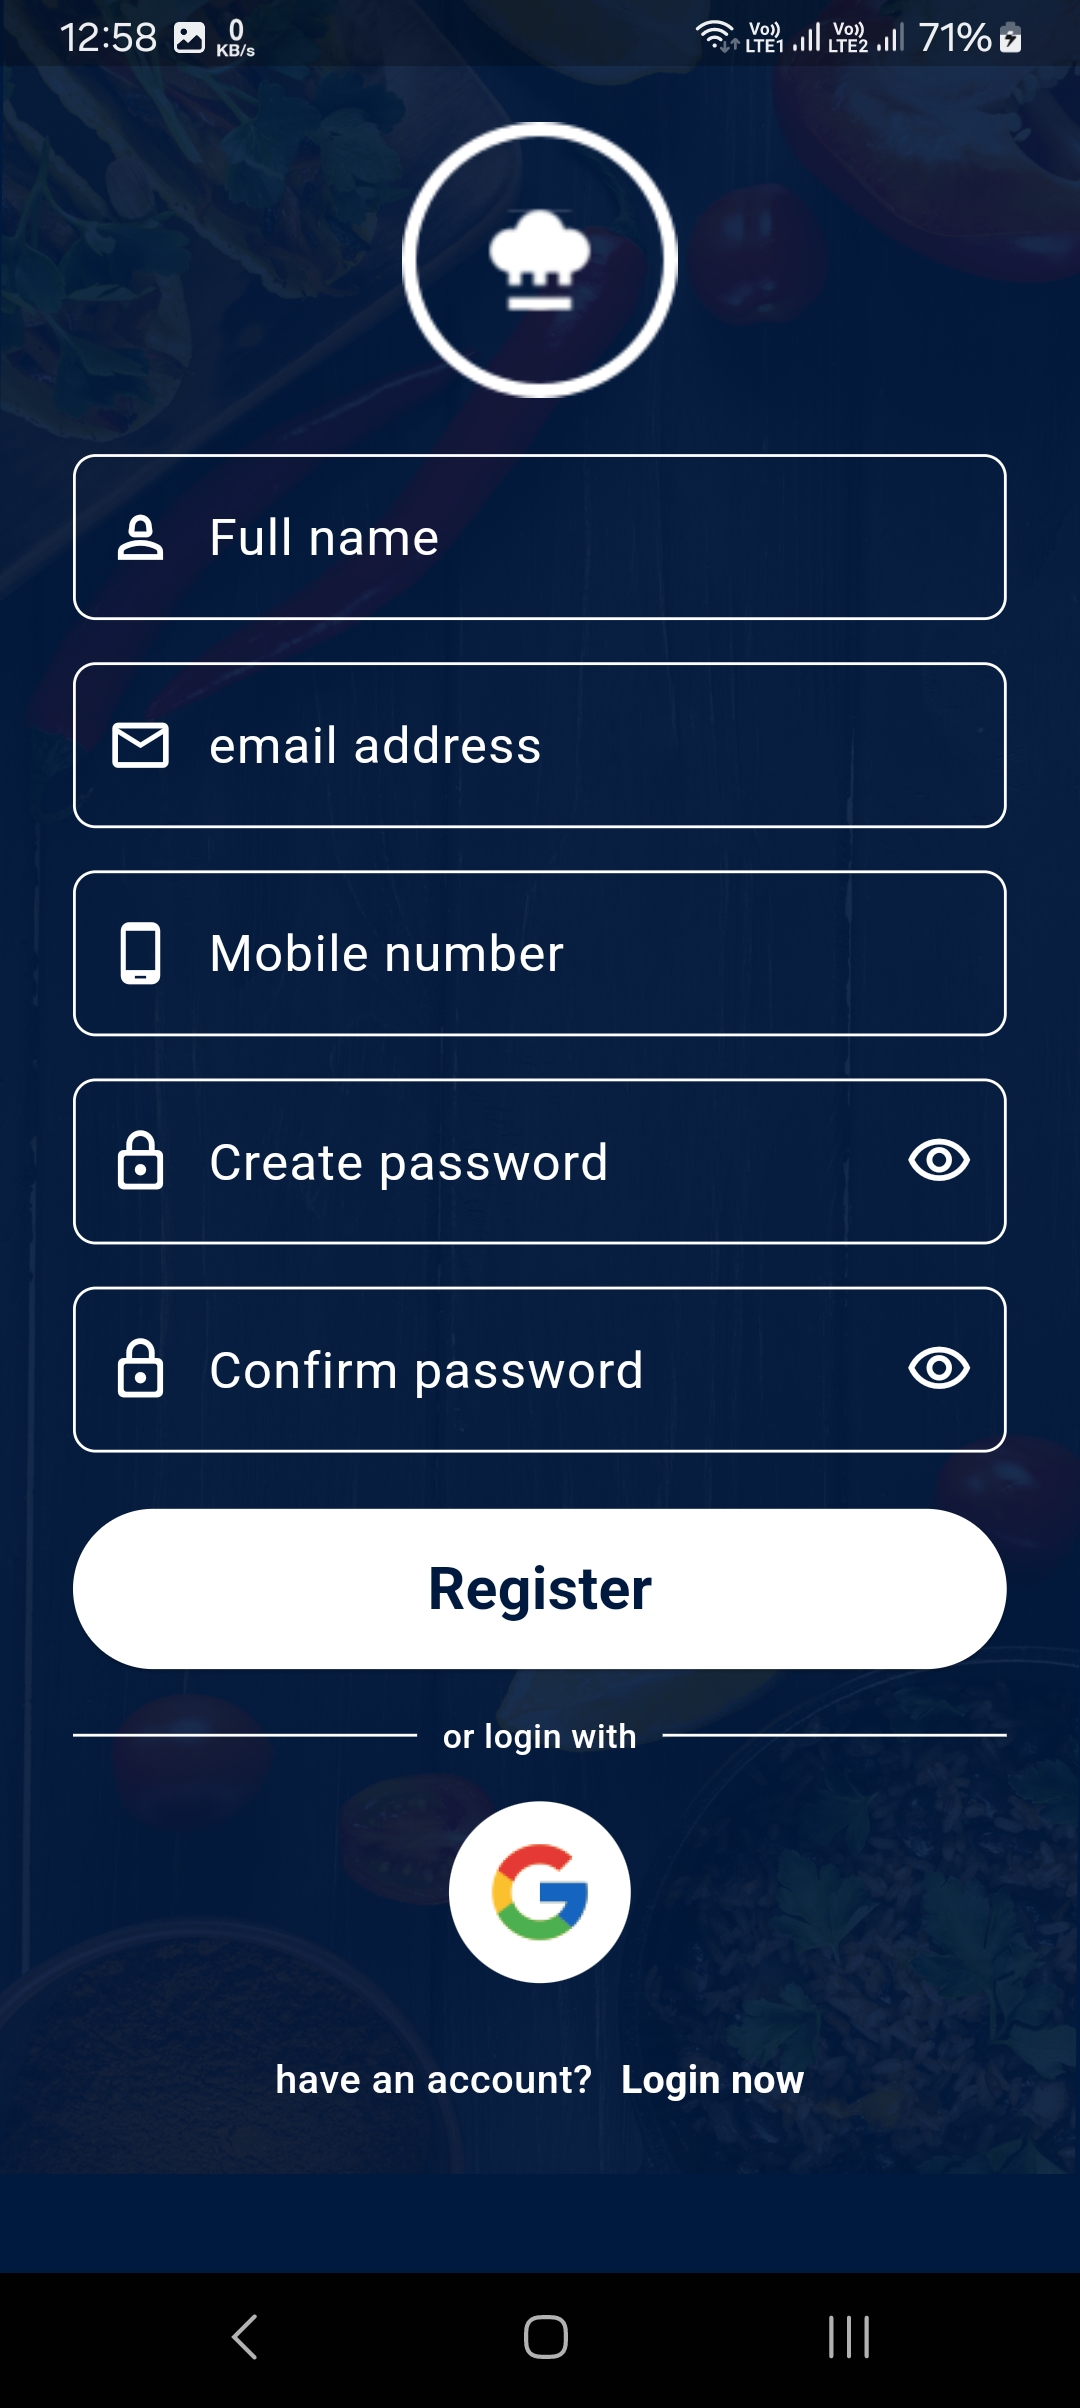 12:58 0 KB/s Vo)) LTE1 Vo)) LTE2 71%
Full name
email address
Mobile number
Create password
Confirm password
Register
or login with
have an account? Login now